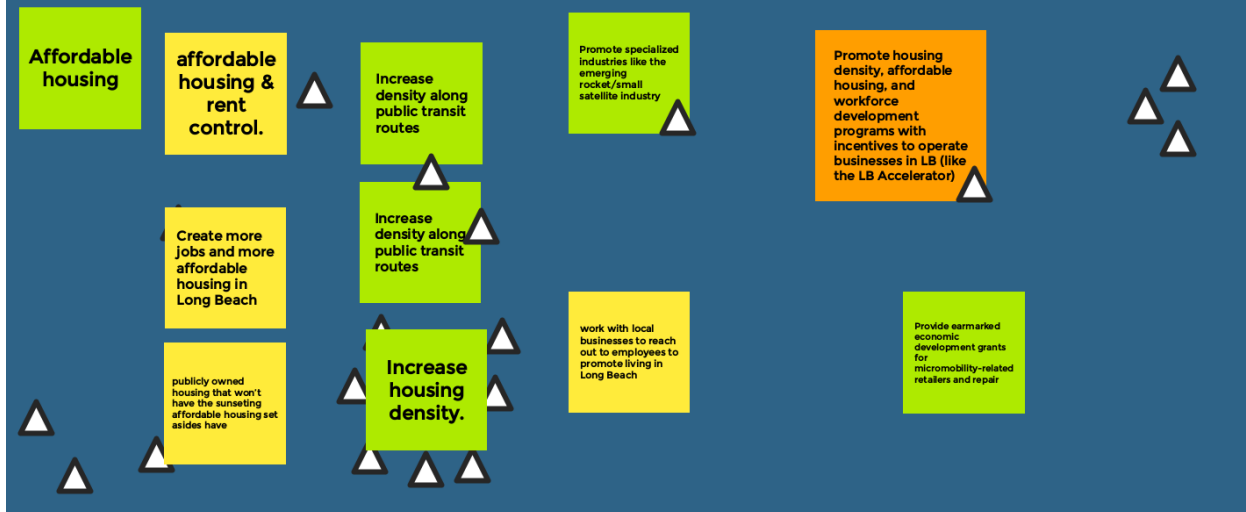 Affordable
housing
affordable
housing &
rent
control.
Increase
density along
public transit
routes
Promote specialized
industries like the
emerging
rocket/small
satellite industry
Promote housing
density, affordable
housing, and
workforce
development
programs with
incentives to operate
businesses in LB (like
the LB Accelerator)
Create more
jobs and more
affordable
housing in
Long Beach
Increase
density along
public transit
routes
publicly owned
housing that won't
have the sunseting
affordable housing set
asides have
Increase
housing
density.
work with local
businesses to reach
out to employees to
promote living in
Long Beach
Provide earmarked
economic
development grants
for
micromobility-related
retailers and repair